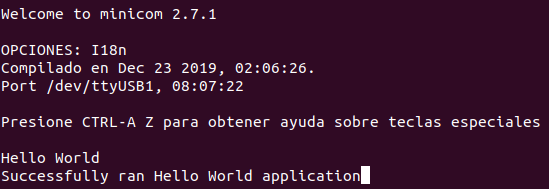 Welcome to minicom 2.7.1
OPCIONES: I18n
Compilado en Dec 23 2019, 02:06:26.
Port /dev/ttyUSB1, 08:07:22
Presione CTRL-A Z para obtener ayuda sobre teclas especiales
Hello World
Successfully ran Hello World application